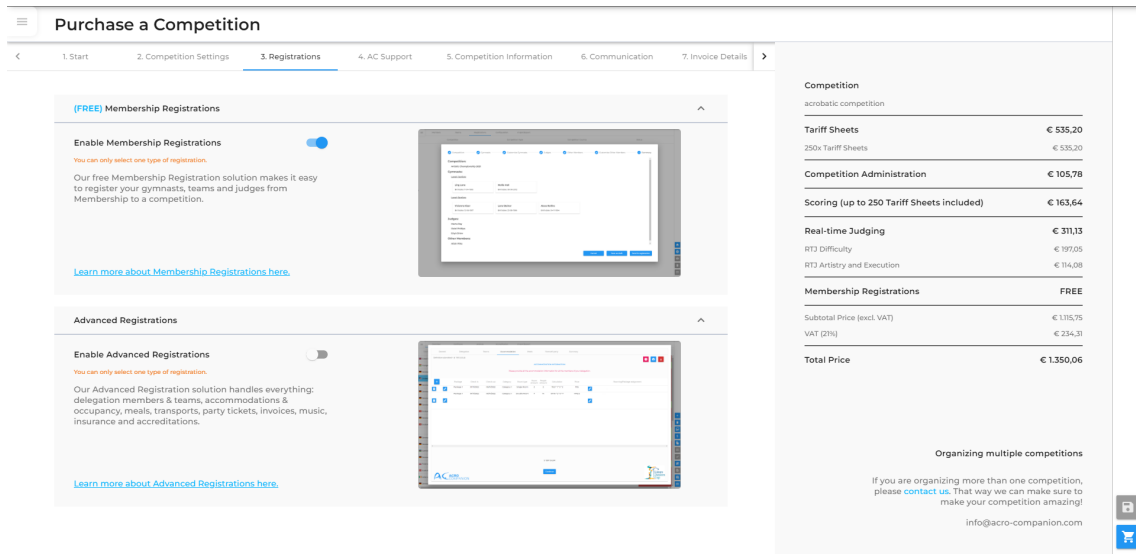 Purchase a Competition
1. Start
2. Competition Settings
3. Registrations
4. AC Support
5. Competition Information
6. Communication
7. Invoice Details
(FREE) Membership Registrations
Enable Membership Registrations
You can only select one type of registration.
Our free Membership Registration solution makes it easy
to register your gymnasts, teams and judges from
Membership to a competition.
Learn more about Membership Registrations here.
Advanced Registrations
Enable Advanced Registrations
You can only select one type of registration.
Our Advanced Registration solution handles everything:
delegation members & teams, accommodations &
occupancy, meals, transports, party tickets, invoices, music,
insurance and accreditations.
Learn more about Advanced Registrations here.
Competition
acrobatic competition
Tariff Sheets € 535,20
250x Tariff Sheets € 535,20
Competition Administration € 105,78
Scoring (up to 250 Tariff Sheets included) € 163,64
Real-time Judging € 311,13
RTJ Difficulty € 197,05
RTJ Artistry and Execution € 114,08
Membership Registrations FREE
Subtotal Price (excl. VAT) € 1.115,75
VAT (21%) € 234,31
Total Price € 1.350,06
Organizing multiple competitions
If you are organizing more than one competition,
please contact us. That way we can make sure to
make your competition amazing!
info@acro-companion.com